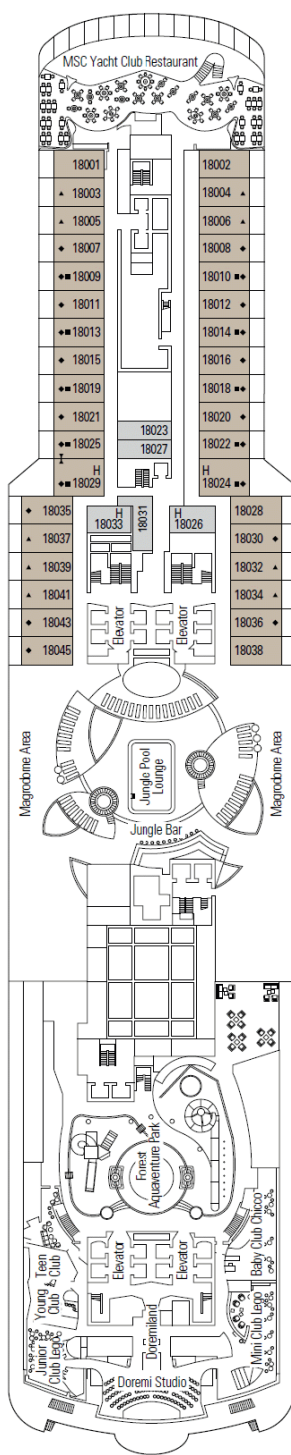 MSC Yacht Club Restaurant
18001
18002
18003
18004
18005
18006
18007
18008
18009
18010
18011
18012
18013
18014
18015
18016
18019
18018
18021
18020
18023
18025
18022
18027
H
18029
H
18024
18035
H
18033
18031
H
18026
18028
18037
18030
18039
18032
18041
18034
18043
18036
18045
18038
Elevator
Elevator
Magrodome Area
Jungle Pool
Lounge
Magrodome Area
Jungle Bar
Forest
Aquaventure Park
Teen
Club
Elevator
Elevator
Baby Club Chicco
Young
Club
Doremiland
Mini Club Lego
Junior
Club Lego
Doremi Studio